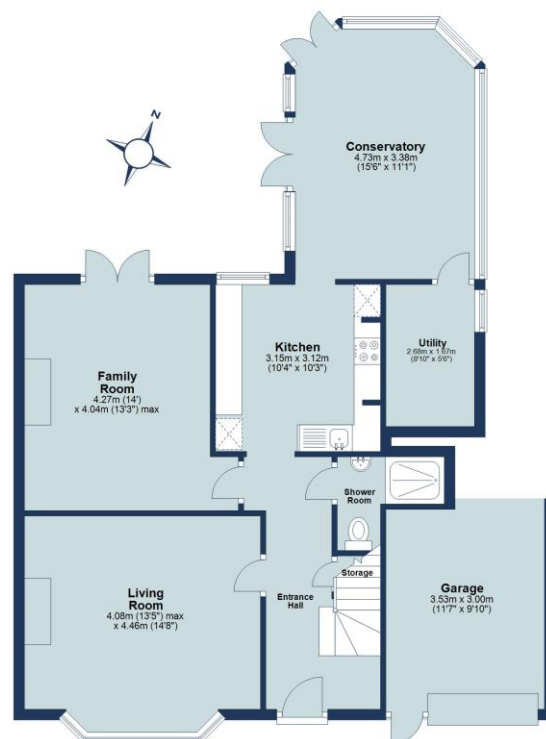 N
Conservatory
4.73m x 3.38m
(15'6" x 11'1")
Kitchen
3.15m x 3.12m
(10'4" x 10'3")
Utility
2.68m x 1.67m
(8'10" x 5'6")
Family
Room
4.27m (14')
x 4.04m (13'3") max
Shower
Room
Storage
Living
Room
4.08m (13'5") max
x 4.46m (14'8")
Entrance
Hall
Garage
3.53m x 3.00m
(11'7" x 9'10")